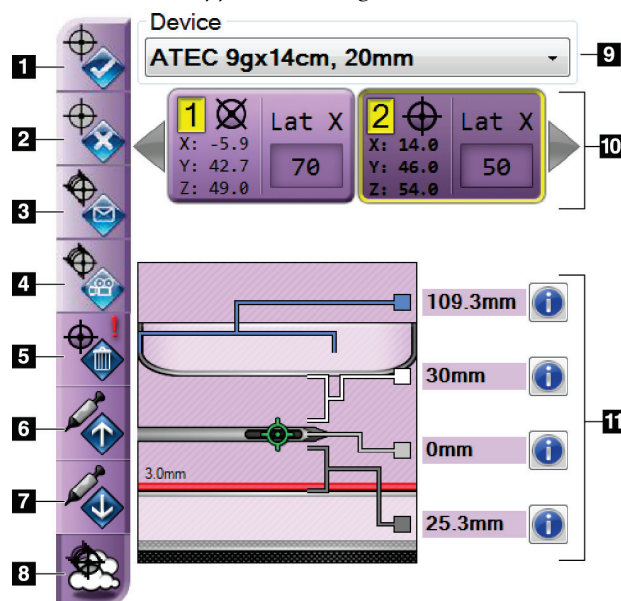 Device
ATEC 9gx14cm, 20mm
9
1
2
3
4
5
6
7
8
1
Lat X
X: -5.9
Y: 42.7
Z: 49.0
70
2
Lat X
X: 14.0
Y: 46.0
Z: 54.0
50
10
109.3mm
30mm
0mm
25.3mm
3.0mm
11